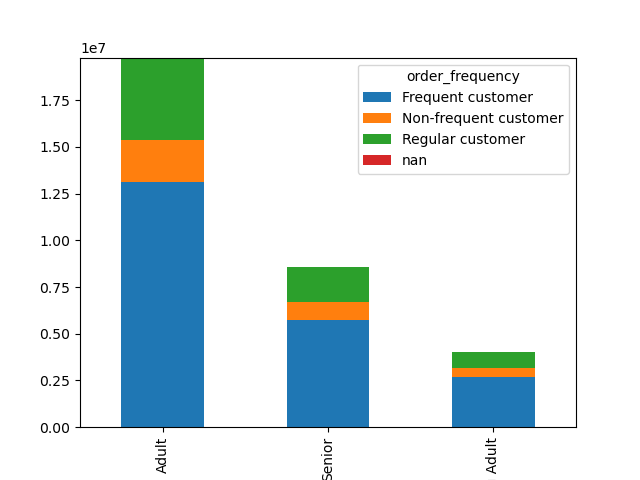 1e7
order_frequency
Frequent customer
Non-frequent customer
Regular customer
nan
1.75
1.50
1.25
1.00
0.75
0.50
0.25
0.00
Adult
Senior
Adult